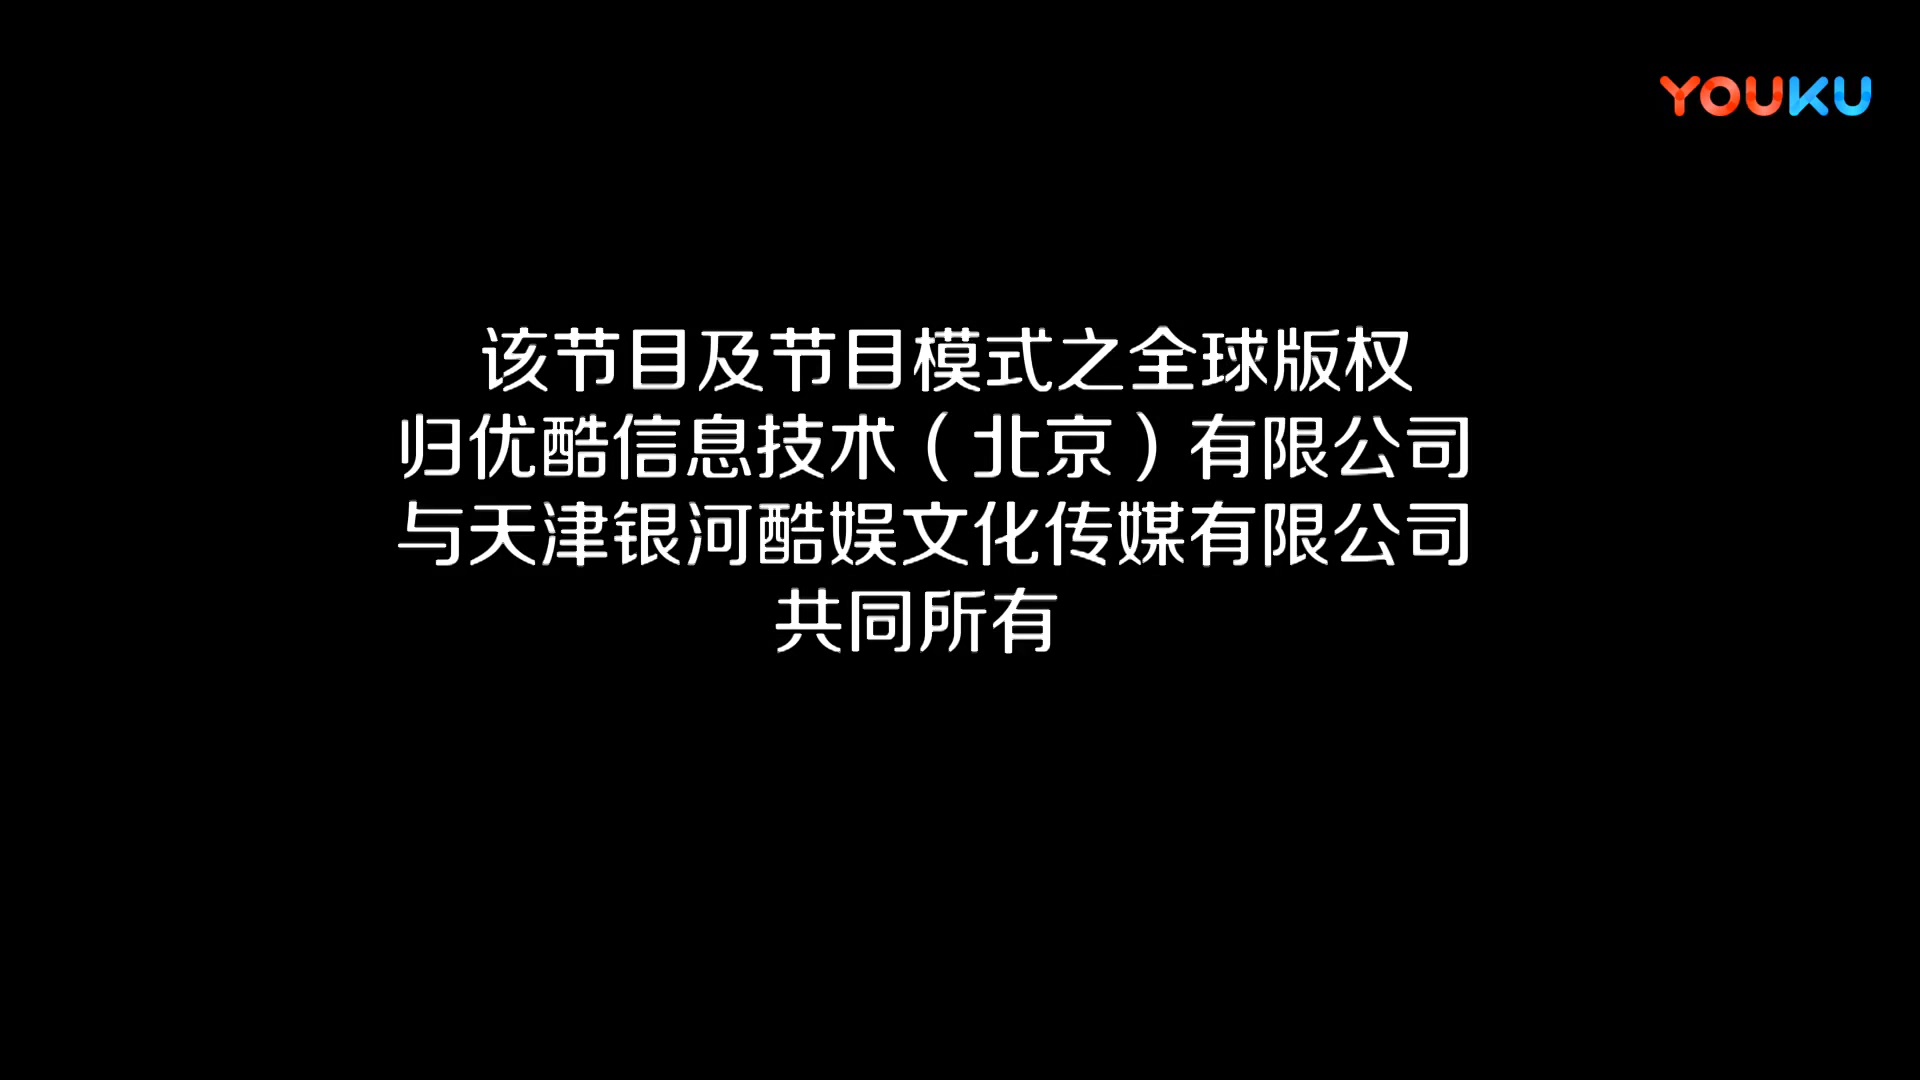 YOUKU
该节目及节目模式之全球版权
归优酷信息技术（北京）有限公司
与天津银河酷娱文化传媒有限公司
共同所有